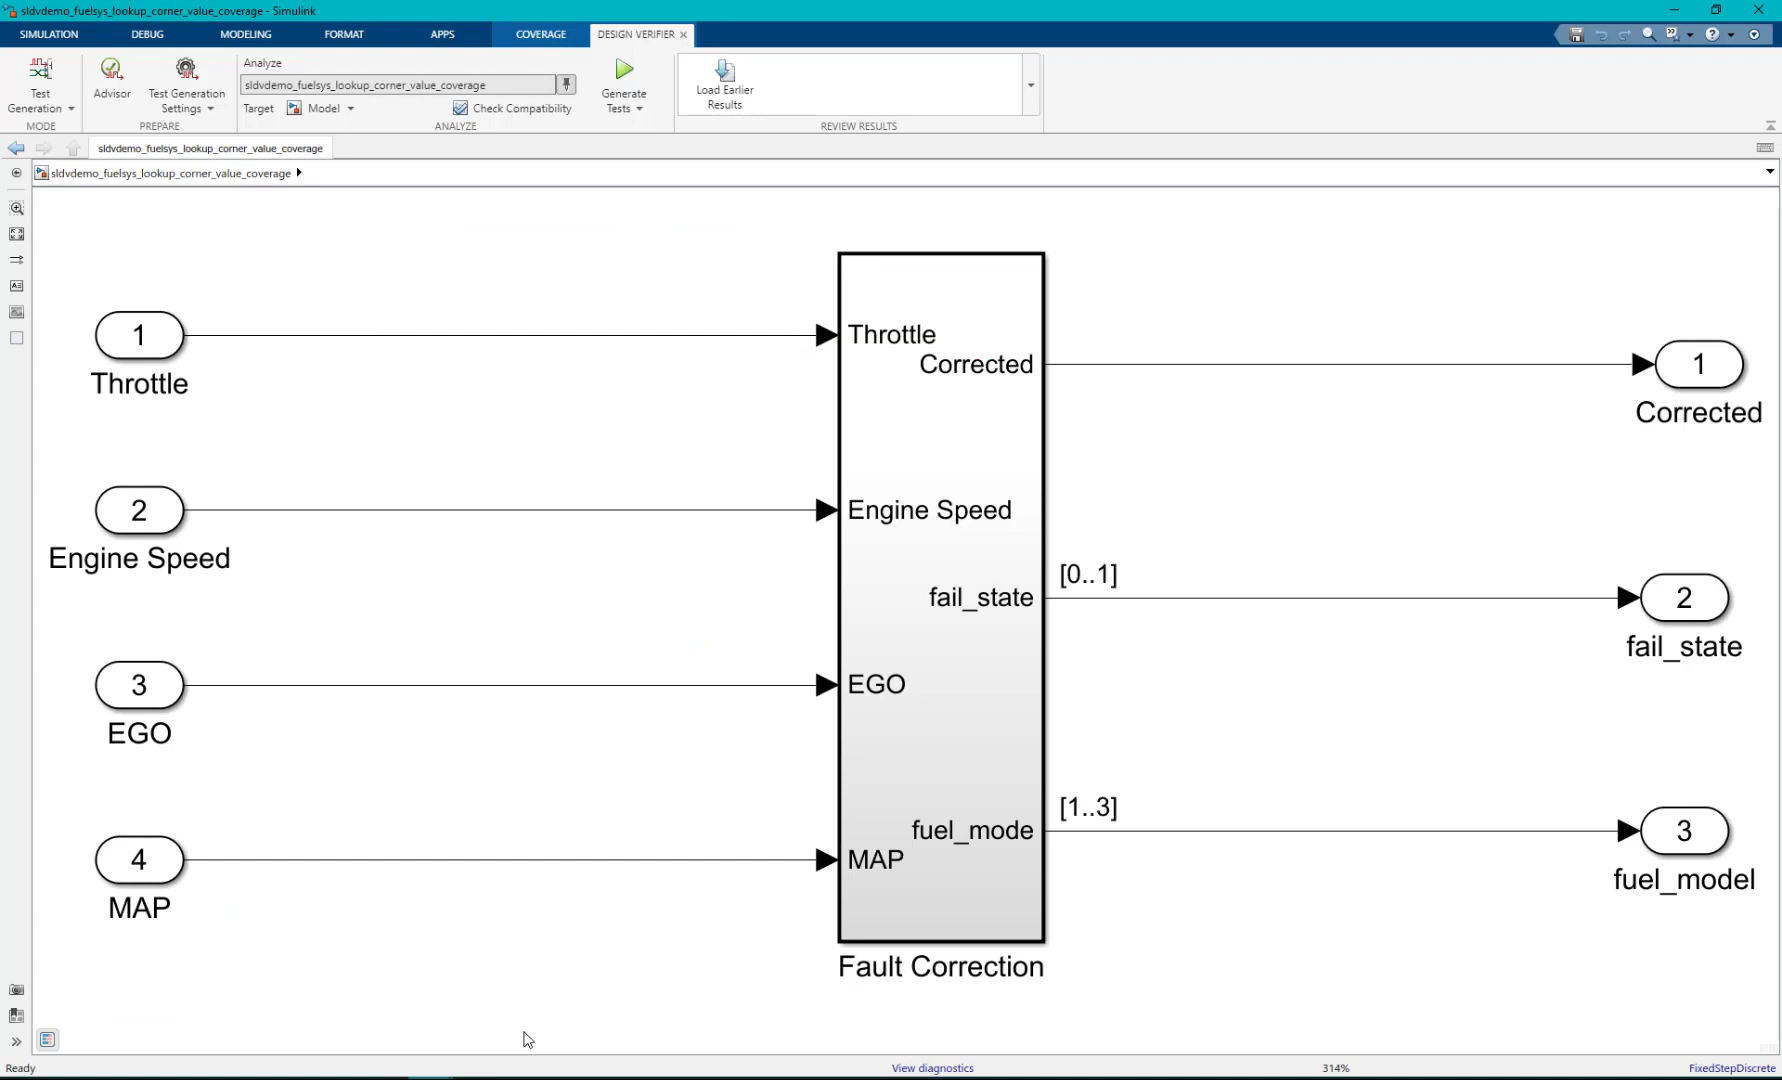 sldvdemo_fuelsys_lookup_corner_value_coverage - Simulink
SIMULATION DEBUG MODELING FORMAT APPS COVERAGE DESIGN VERIFIER
Test Generation
MODE
Advisor
Test Generation Settings
PREPARE
Analyze
sldvdemo_fuelsys_lookup_corner_value_coverage
Target Model Check Compatibility
ANALYZE
Generate Tests
Load Earlier Results
REVIEW RESULTS
sldvdemo_fuelsys_lookup_corner_value_coverage
sldvdemo_fuelsys_lookup_corner_value_coverage
1
Throttle
2
Engine Speed
3
EGO
4
MAP
Throttle
Corrected
Engine Speed
fail_state
EGO
fuel_mode
MAP
Fault Correction
[0..1]
[1..3]
1
Corrected
2
fail_state
3
fuel_model
Ready View diagnostics 314% FixedStepDiscrete